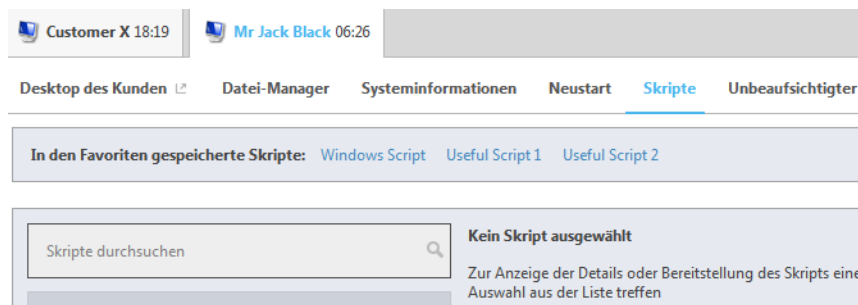 Customer X 18:19 Mr Jack Black 06:26
Desktop des Kunden Datei-Manager Systeminformationen Neustart Skripte Unbeaufsichtigter
In den Favoriten gespeicherte Skripte: Windows Script Useful Script 1 Useful Script 2
Skripte durchsuchen
Kein Skript ausgewählt
Zur Anzeige der Details oder Bereitstellung des Skripts eine
Auswahl aus der Liste treffen